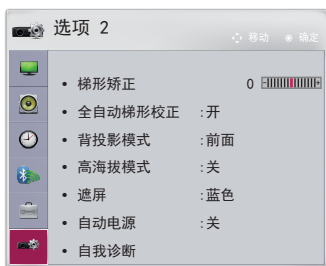 选项 2
移动 确定
• 梯形矫正 0
• 全自动梯形校正 :开
• 背投影模式 :前面
• 高海拔模式 :关
• 遮屏 :蓝色
• 自动电源 :关
• 自我诊断